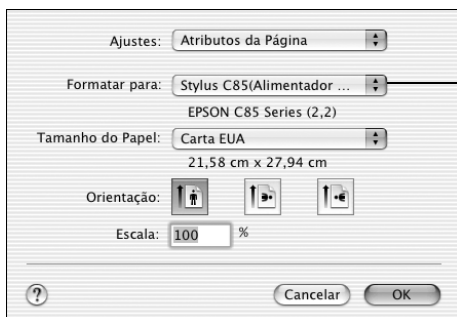 Ajustes: Atributos da Página
Formatar para: Stylus C85(Alimentador ...
EPSON C85 Series (2,2)
Tamanho do Papel: Carta EUA
21,58 cm x 27,94 cm
Orientação:
Escala: 100 %
? Cancelar OK